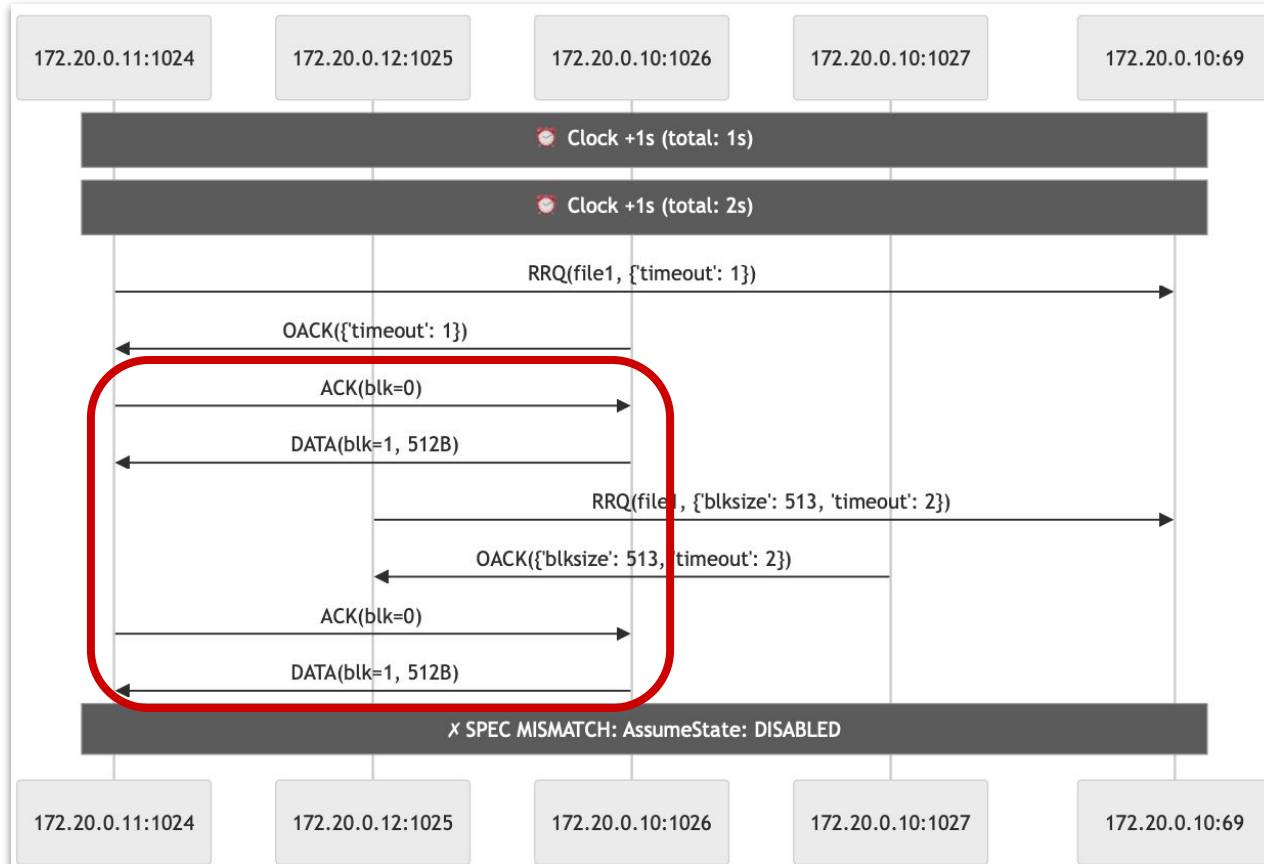 172.20.0.11:1024 172.20.0.12:1025 172.20.0.10:1026 172.20.0.10:1027 172.20.0.10:69
⏰ Clock +1s (total: 1s)
⏰ Clock +1s (total: 2s)
RRQ(file1, {'timeout': 1})
OACK({'timeout': 1})
ACK(blk=0)
DATA(blk=1, 512B)
RRQ(file1, {'blksize': 513, 'timeout': 2})
OACK({'blksize': 513, 'timeout': 2})
ACK(blk=0)
DATA(blk=1, 512B)
✗ SPEC MISMATCH: AssumeState: DISABLED
172.20.0.11:1024 172.20.0.12:1025 172.20.0.10:1026 172.20.0.10:1027 172.20.0.10:69